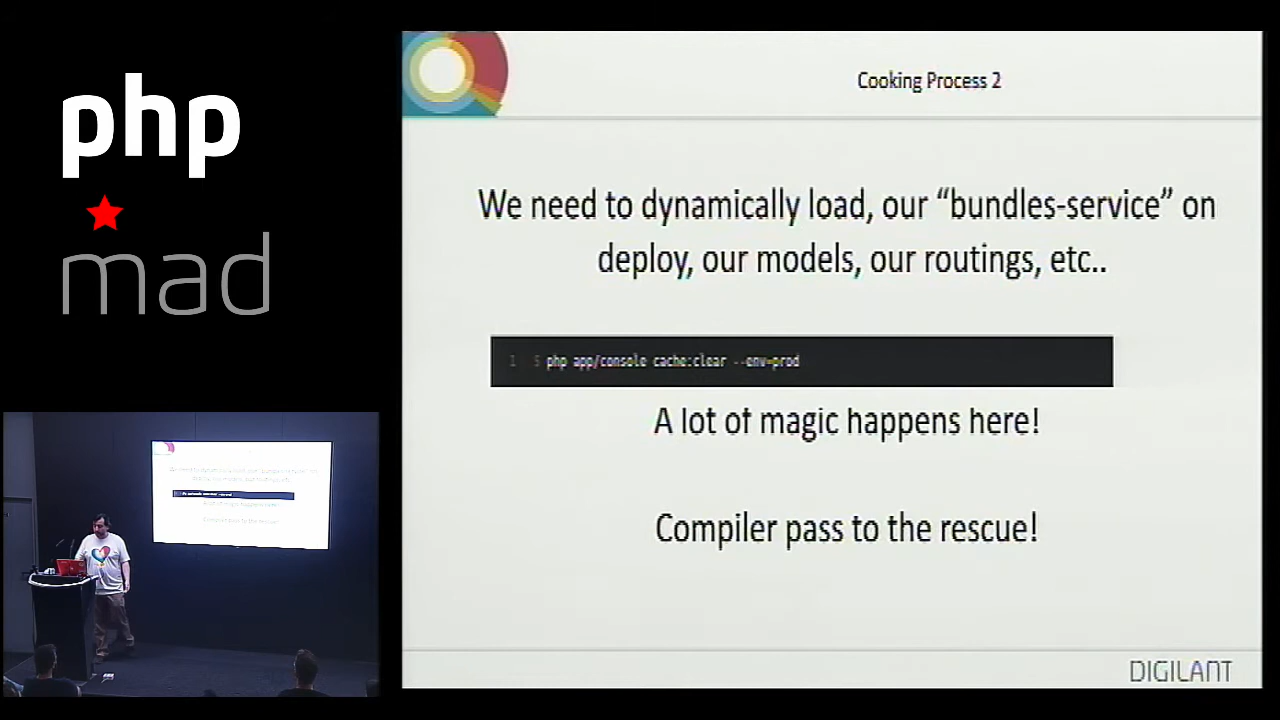 php
mad
Cooking Process 2
We need to dynamically load, our “bundles-service” on
deploy, our models, our routings, etc..
1 $ php app/console cache:clear --env=prod
A lot of magic happens here!
Compiler pass to the rescue!
DIGILANT